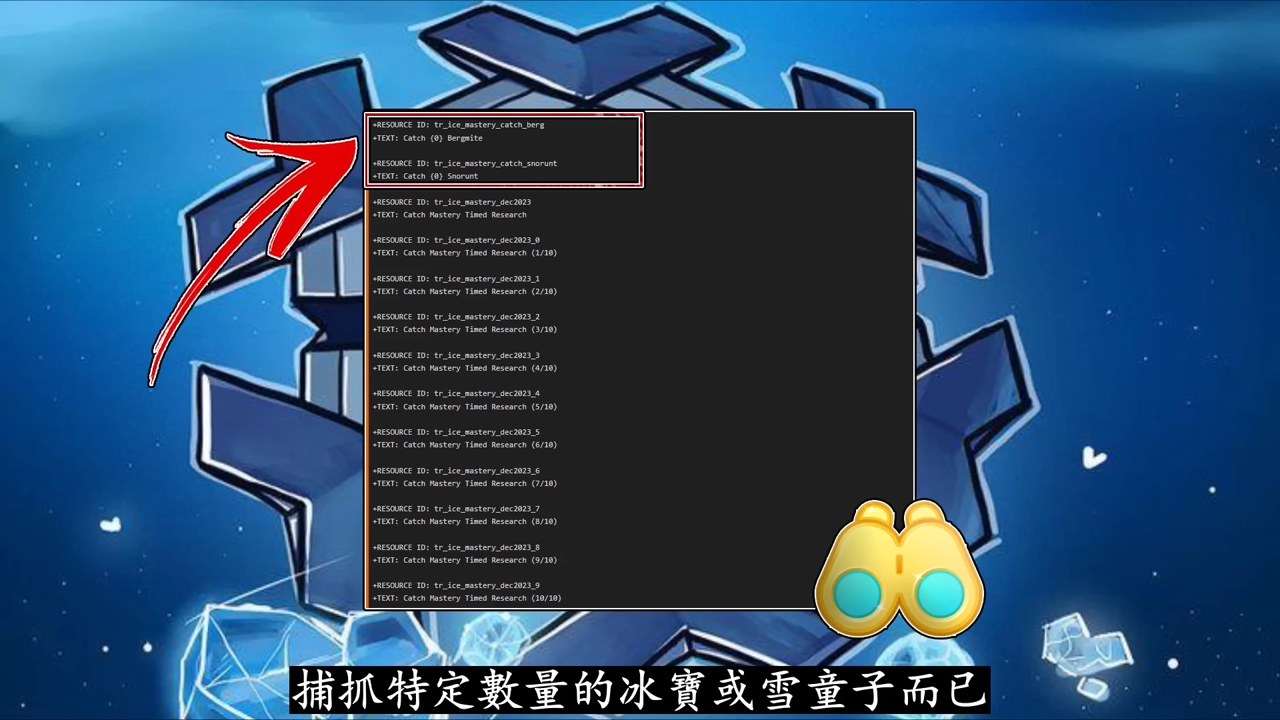 +RESOURCE ID: tr_ice_mastery_catch_berg
+TEXT: Catch {0} Bergmite
+RESOURCE ID: tr_ice_mastery_catch_snorunt
+TEXT: Catch {0} Snorunt
+RESOURCE ID: tr_ice_mastery_dec2023
+TEXT: Catch Mastery Timed Research
+RESOURCE ID: tr_ice_mastery_dec2023_0
+TEXT: Catch Mastery Timed Research (1/10)
+RESOURCE ID: tr_ice_mastery_dec2023_1
+TEXT: Catch Mastery Timed Research (2/10)
+RESOURCE ID: tr_ice_mastery_dec2023_2
+TEXT: Catch Mastery Timed Research (3/10)
+RESOURCE ID: tr_ice_mastery_dec2023_3
+TEXT: Catch Mastery Timed Research (4/10)
+RESOURCE ID: tr_ice_mastery_dec2023_4
+TEXT: Catch Mastery Timed Research (5/10)
+RESOURCE ID: tr_ice_mastery_dec2023_5
+TEXT: Catch Mastery Timed Research (6/10)
+RESOURCE ID: tr_ice_mastery_dec2023_6
+TEXT: Catch Mastery Timed Research (7/10)
+RESOURCE ID: tr_ice_mastery_dec2023_7
+TEXT: Catch Mastery Timed Research (8/10)
+RESOURCE ID: tr_ice_mastery_dec2023_8
+TEXT: Catch Mastery Timed Research (9/10)
+RESOURCE ID: tr_ice_mastery_dec2023_9
+TEXT: Catch Mastery Timed Research (10/10)
捕抓特定數量的冰寶或雪童子而已